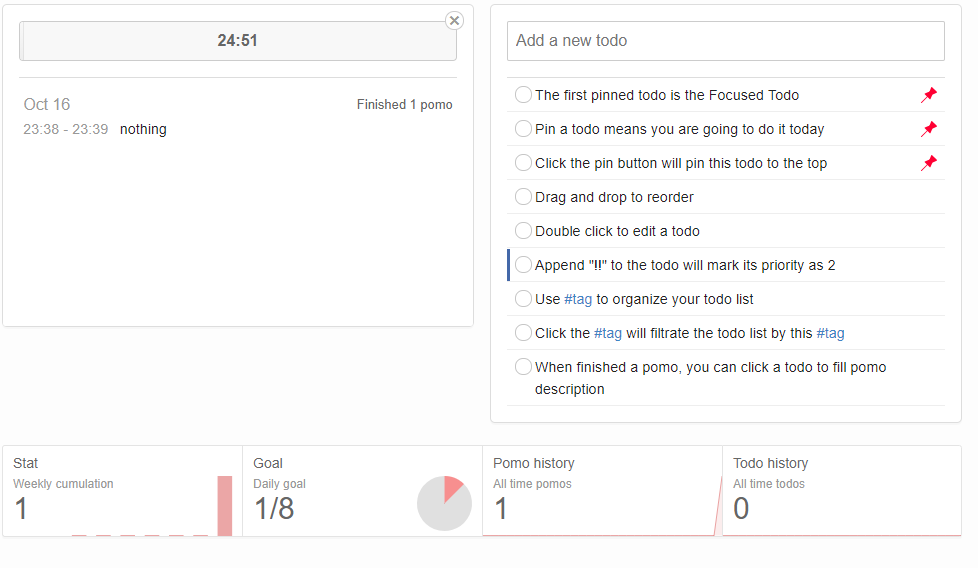 24:51
Oct 16
Finished 1 pomo
23:38 - 23:39 nothing
Add a new todo
The first pinned todo is the Focused Todo
Pin a todo means you are going to do it today
Click the pin button will pin this todo to the top
Drag and drop to reorder
Double click to edit a todo
Append "!!" to the todo will mark its priority as 2
Use #tag to organize your todo list
Click the #tag will filtrate the todo list by this #tag
When finished a pomo, you can click a todo to fill pomo
description
Stat
Weekly cumulation
1
Goal
Daily goal
1/8
Pomo history
All time pomos
1
Todo history
All time todos
0